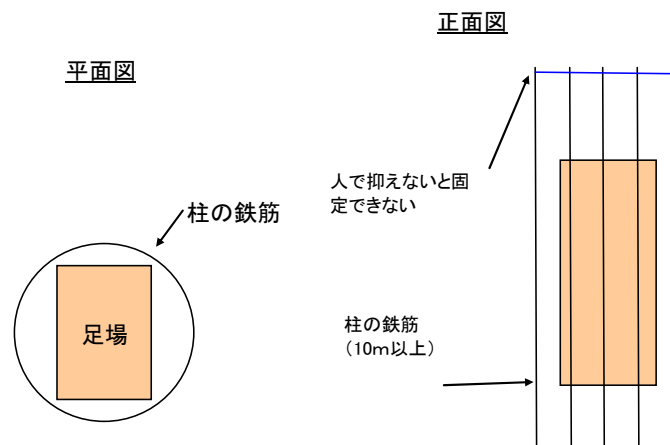 正面図
平面図
人で抑えないと固
定できない
柱の鉄筋
柱の鉄筋
（10m以上）
足場